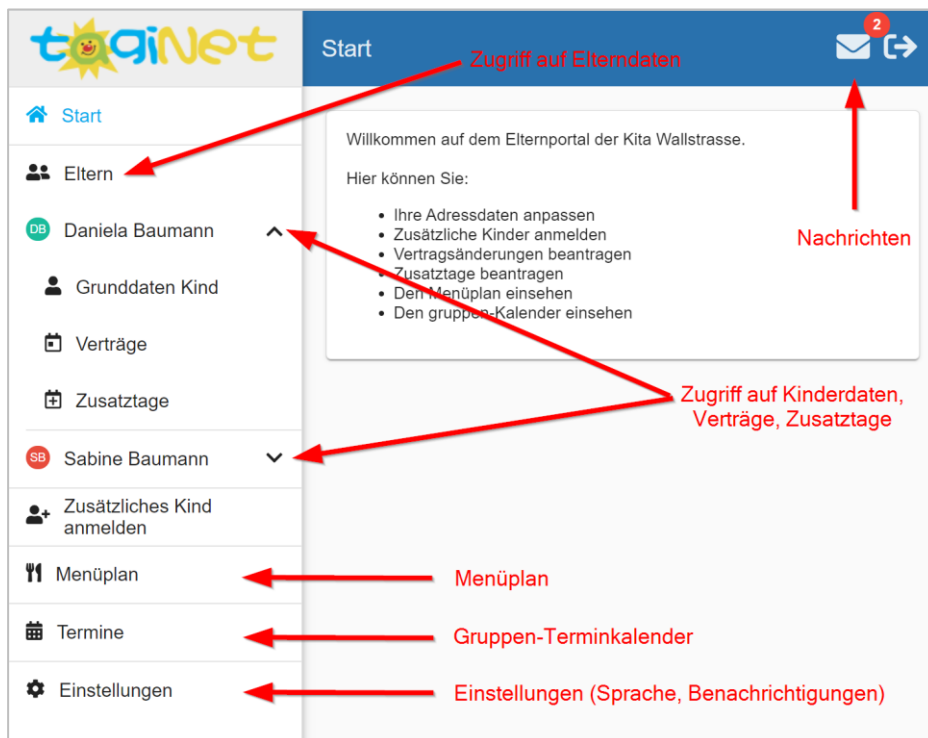 tagiNet
Start
2
Zugriff auf Elterndaten
Start
Eltern
DB Daniela Baumann
Grunddaten Kind
Verträge
Zusatztage
SB Sabine Baumann
Zusätzliches Kind
anmelden
Menüplan
Termine
Einstellungen
Willkommen auf dem Elternportal der Kita Wallstrasse.
Hier können Sie:
• Ihre Adressdaten anpassen
• Zusätzliche Kinder anmelden
• Vertragsänderungen beantragen
• Zusatztage beantragen
• Den Menüplan einsehen
• Den gruppen-Kalender einsehen
Nachrichten
Zugriff auf Kinderdaten,
Verträge, Zusatztage
Menüplan
Gruppen-Terminkalender
Einstellungen (Sprache, Benachrichtigungen)